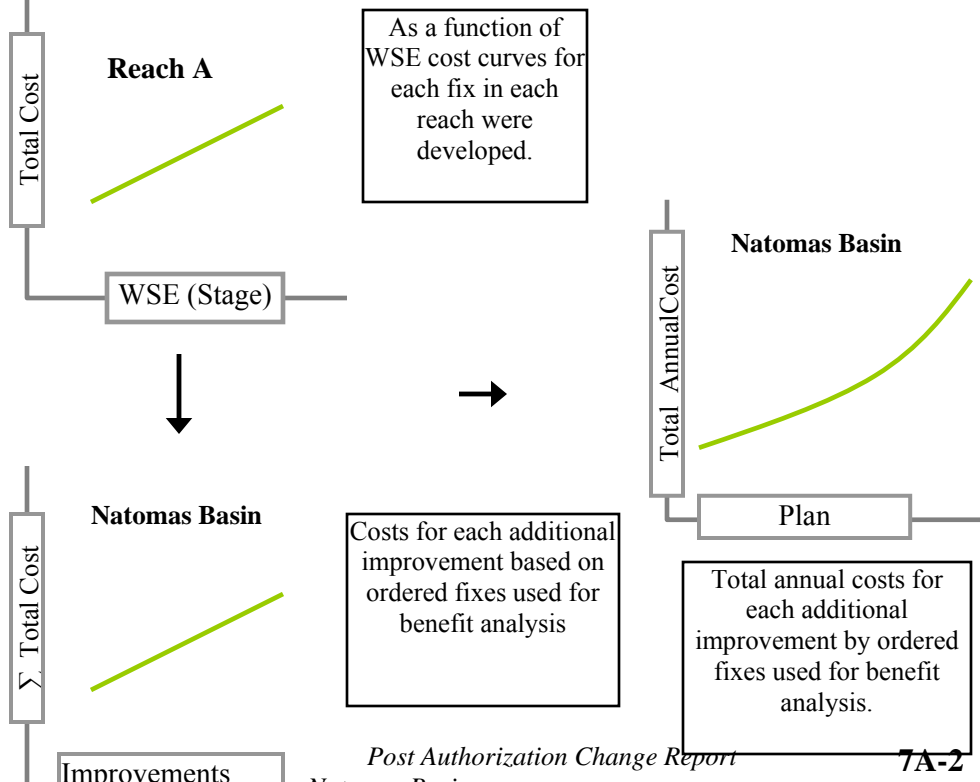 Reach A
Total Cost
WSE (Stage)
As a function of
WSE cost curves for
each fix in each
reach were
developed.
Natomas Basin
Total AnnualCost
Plan
Natomas Basin
∑ Total Cost
Improvements
Costs for each additional
improvement based on
ordered fixes used for
benefit analysis
Total annual costs for
each additional
improvement by ordered
fixes used for benefit
analysis.
Post Authorization Change Report
7A-2
Natomas Basin